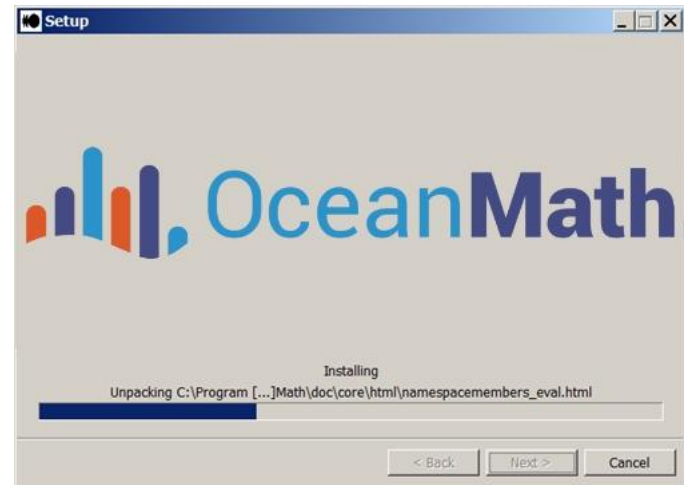 Setup
OceanMath
Installing
Unpacking C:\Program [...]Math\doc\core\html\namespacemembers_eval.html
< Back Next > Cancel